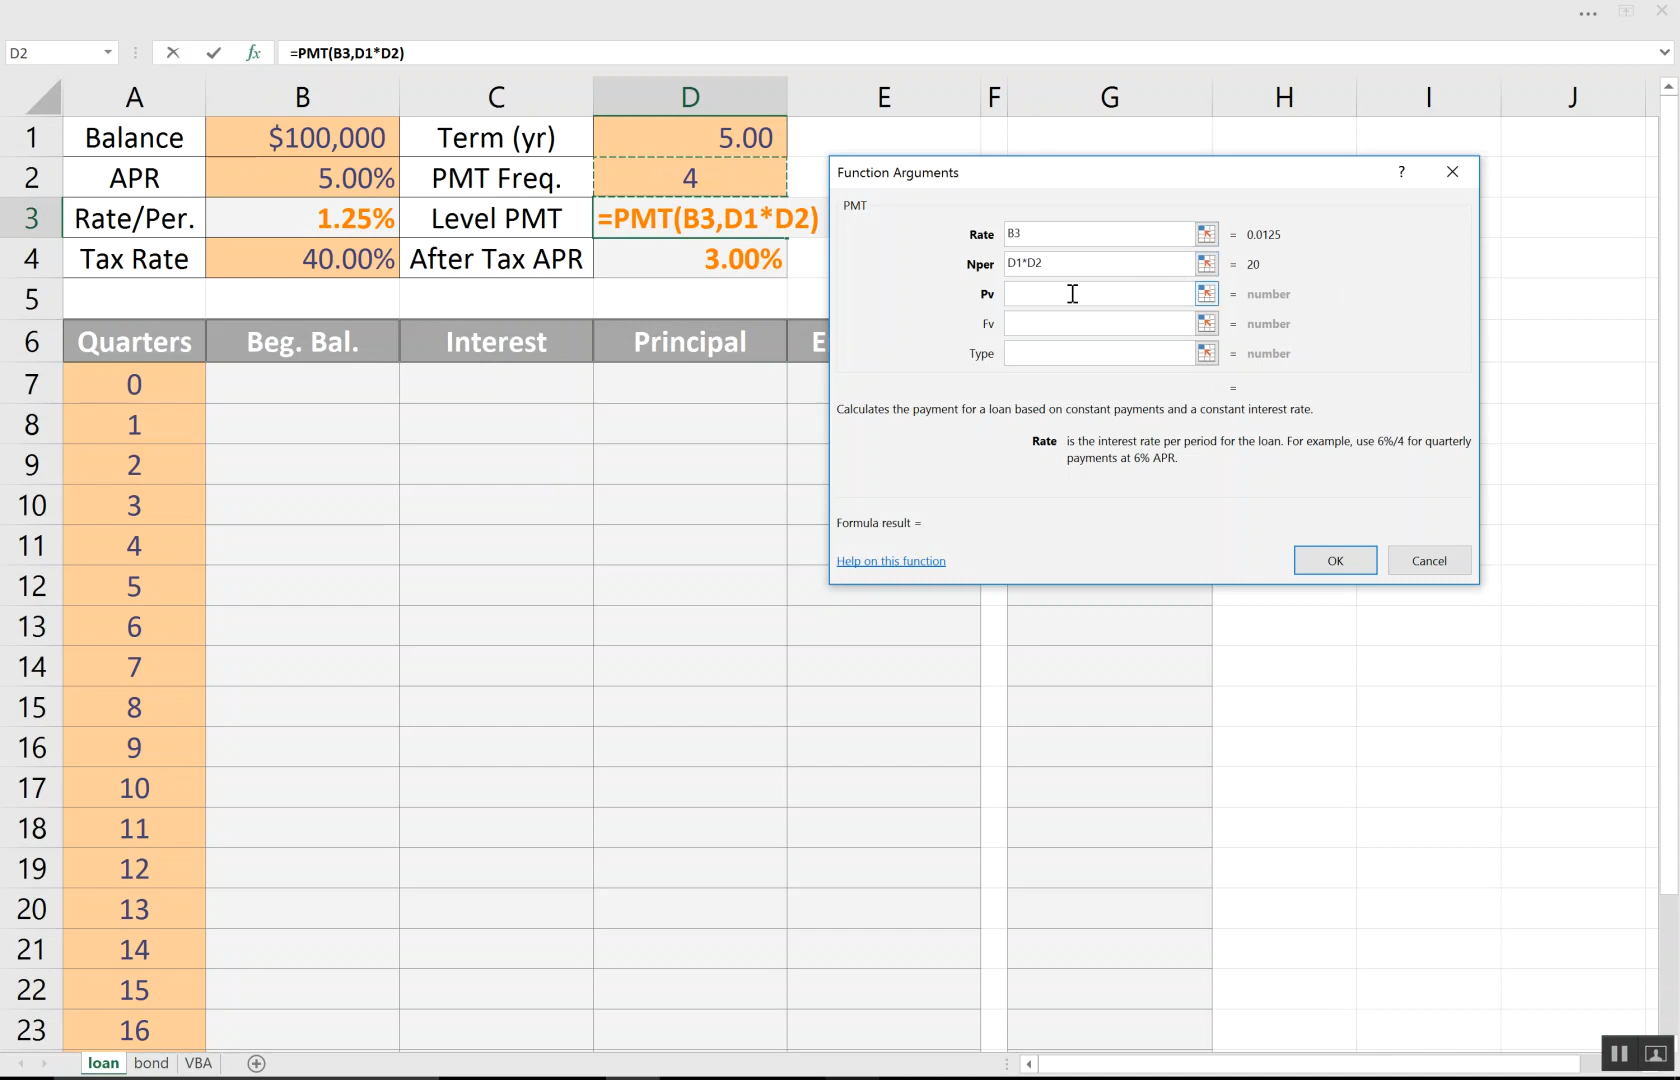 D2 fx =PMT(B3,D1*D2)
A B C D E F G H I J
1 Balance $100,000 Term (yr) 5.00
2 APR 5.00% PMT Freq. 4
3 Rate/Per. 1.25% Level PMT =PMT(B3,D1*D2)
4 Tax Rate 40.00% After Tax APR 3.00%
5
6 Quarters Beg. Bal. Interest Principal E
7 0
8 1
9 2
10 3
11 4
12 5
13 6
14 7
15 8
16 9
17 10
18 11
19 12
20 13
21 14
22 15
23 16
Function Arguments ?
PMT
Rate B3 = 0.0125
Nper D1*D2 = 20
Pv = number
Fv = number
Type = number
=
Calculates the payment for a loan based on constant payments and a constant interest rate.
Rate is the interest rate per period for the loan. For example, use 6%/4 for quarterly
payments at 6% APR.
Formula result =
Help on this function OK Cancel
loan bond VBA